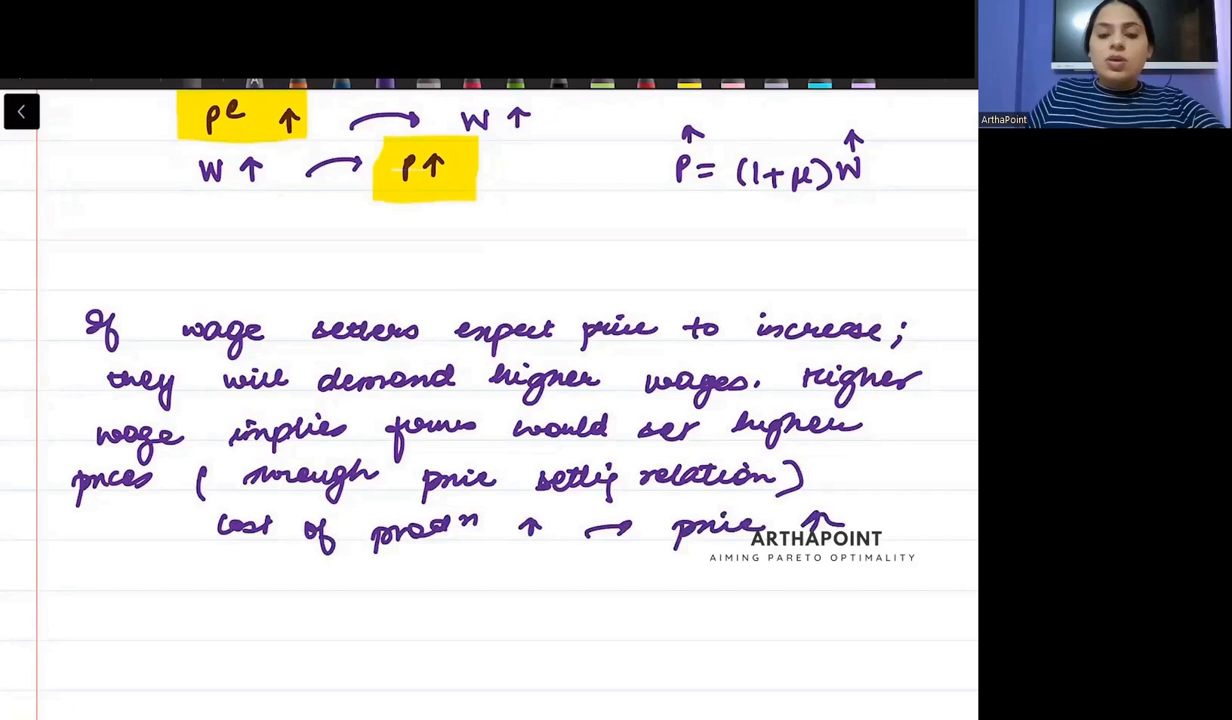 pᵉ ↑ → W ↑
W ↑ → P ↑
P ↑ = (1+μ) W ↑
If wage setters expect price to increase;
they will demand higher wages. Higher
wage implies firms would set higher
prices ( through price setting relation)
cost of prodⁿ ↑ → price ↑
ARTHAPOINT
AIMING PARETO OPTIMALITY
ArthaPoint